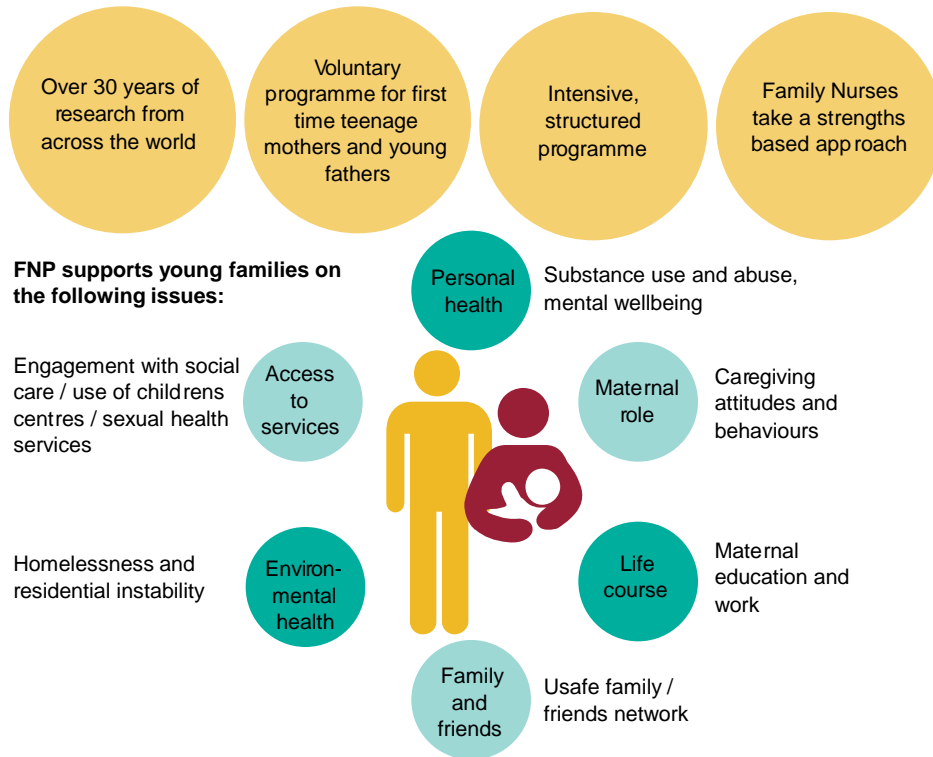 Over 30 years of
research from
across the world
Voluntary
programme for first
time teenage
mothers and young
fathers
Intensive,
structured
programme
Family Nurses
take a strengths
based approach
FNP supports young families on
the following issues:
Personal
health
Substance use and abuse,
mental wellbeing
Engagement with social
care / use of childrens
centres / sexual health
services
Access
to
services
Maternal
role
Caregiving
attitudes and
behaviours
Homelessness and
residential instability
Environ-
mental
health
Life
course
Maternal
education and
work
Family
and
friends
Usafe family /
friends network